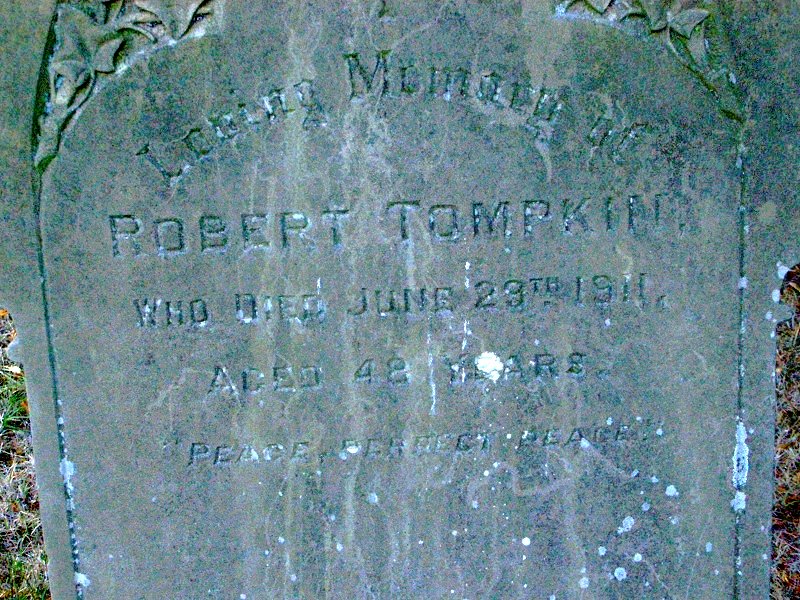 Loving Memory of
ROBERT TOMPKIN.
WHO DIED JUNE 29TH 1911.
AGED 48 YEARS.
"PEACE, PERFECT PEACE."